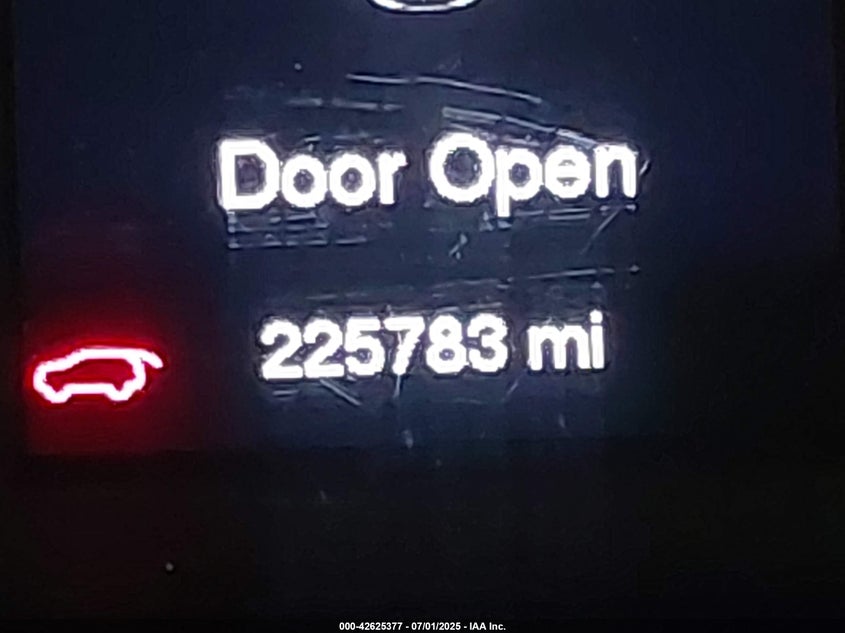 Door Open
225783 mi
000-42625377 - 07/01/2025 - IAA Inc.